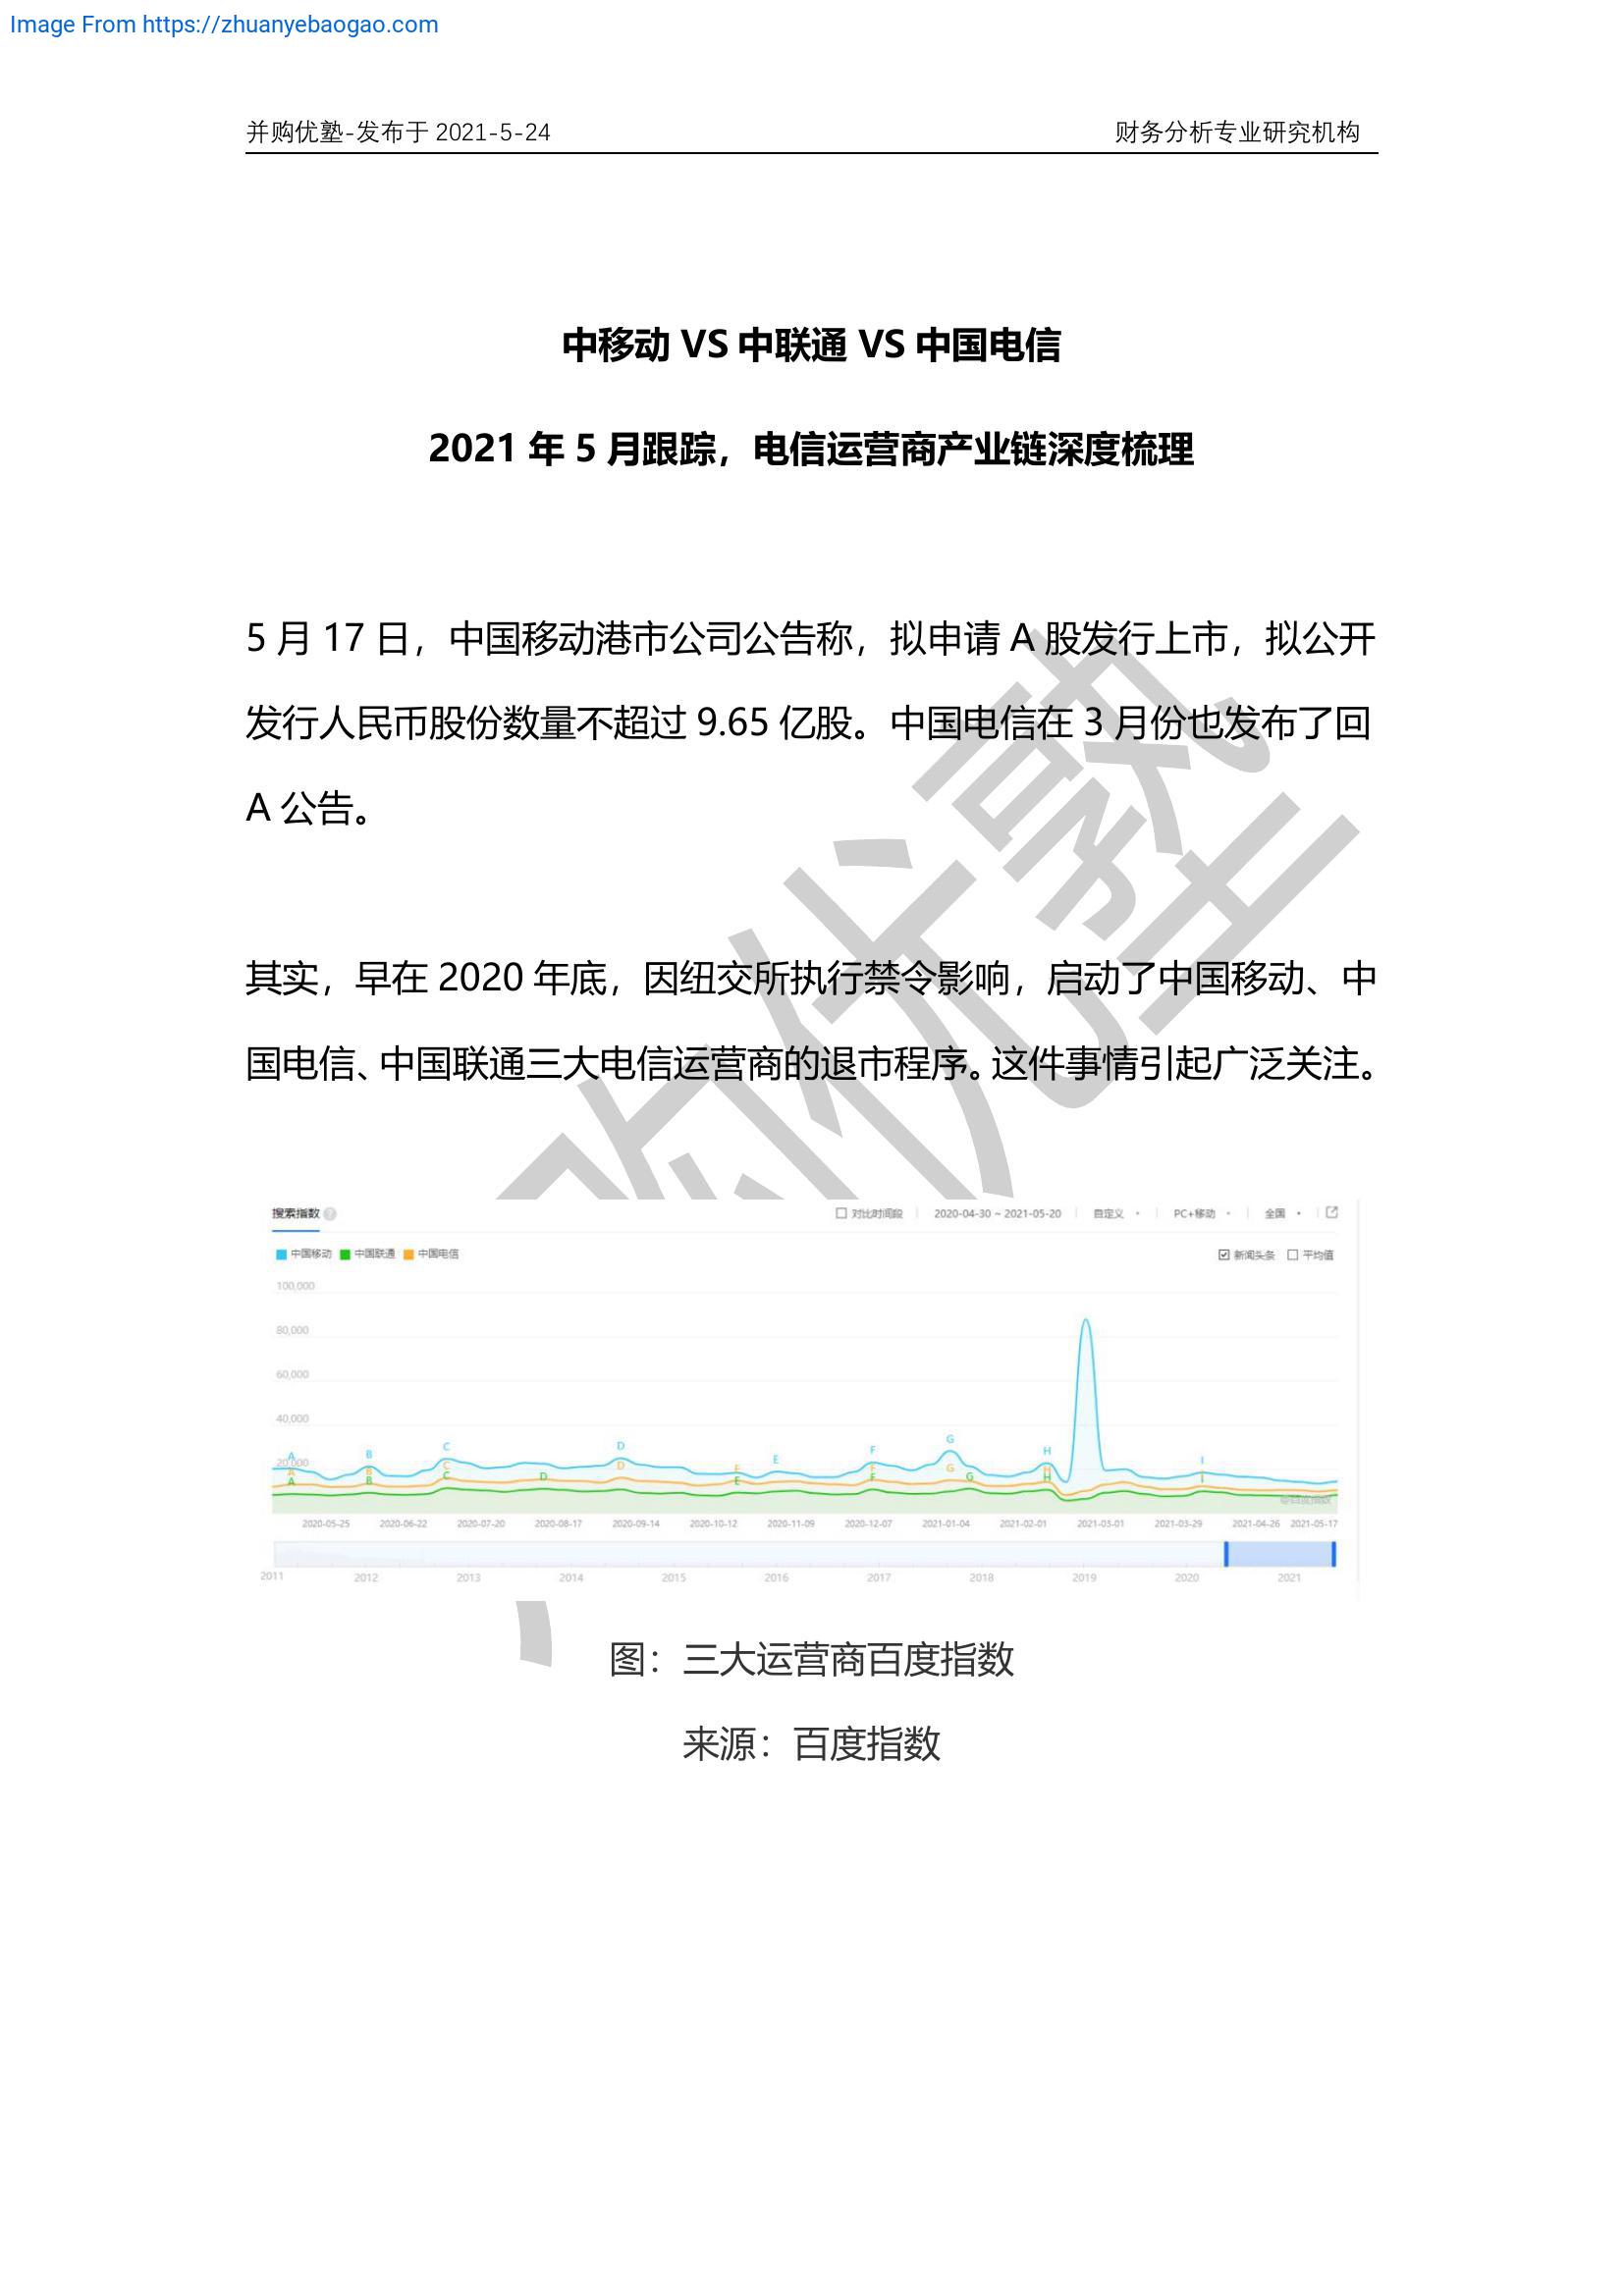 Image From https://zhuanyebaogao.com
并购优塾-发布于 2021-5-24 财务分析专业研究机构
中移动 VS 中联通 VS 中国电信
2021 年 5 月跟踪，电信运营商产业链深度梳理
5 月 17 日，中国移动港市公司公告称，拟申请 A 股发行上市，拟公开
发行人民币股份数量不超过 9.65 亿股。中国电信在 3 月份也发布了回
A 公告。
其实，早在 2020 年底，因纽交所执行禁令影响，启动了中国移动、中
国电信、中国联通三大电信运营商的退市程序。这件事情引起广泛关注。
购优塾
搜索指数 ? 对比时间段 2020-04-30 ~ 2021-05-20 自定义 PC+移动 全国
中国移动 中国联通 中国电信 新闻头条 平均值
100,000
80,000
60,000
40,000
20,000
A B C D E F G H I
A B C D E F G H I
A B C D E F G H I
@百度指数
2020-05-25 2020-06-22 2020-07-20 2020-08-17 2020-09-14 2020-10-12 2020-11-09 2020-12-07 2021-01-04 2021-02-01 2021-03-01 2021-03-29 2021-04-26 2021-05-17
2011 2012 2013 2014 2015 2016 2017 2018 2019 2020 2021
图：三大运营商百度指数
来源：百度指数